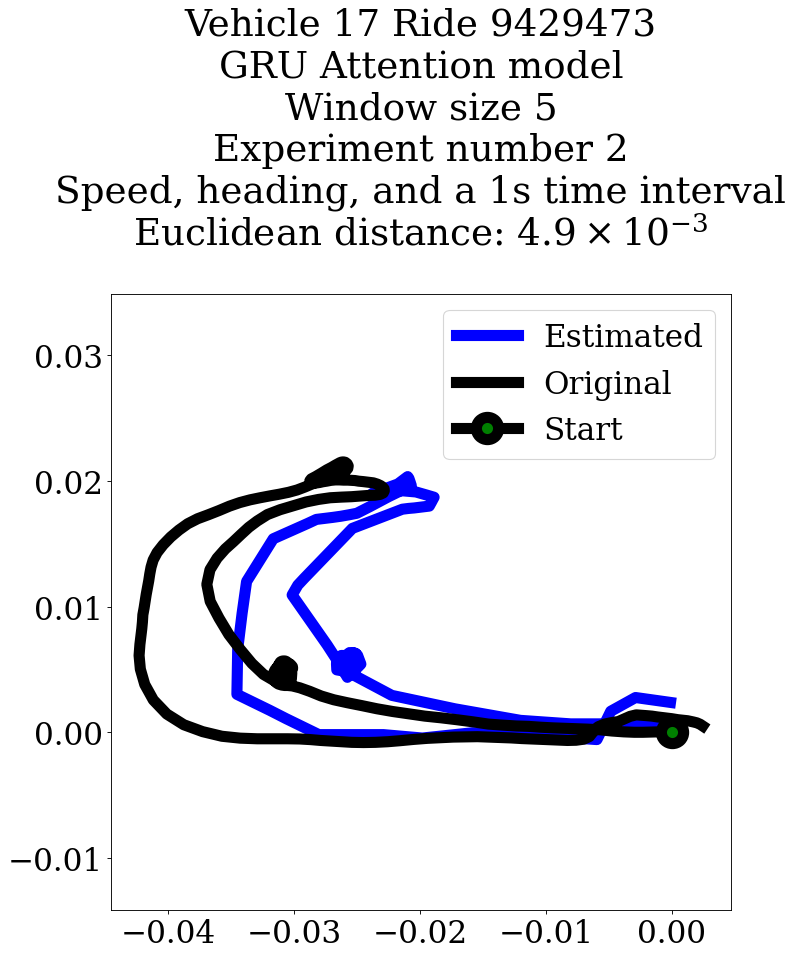 Vehicle 17 Ride 9429473
GRU Attention model
Window size 5
Experiment number 2
Speed, heading, and a 1s time interval
Euclidean distance: 4.9 × 10⁻³
Estimated
Original
Start
0.03
0.02
0.01
0.00
−0.01
−0.04 −0.03 −0.02 −0.01 0.00